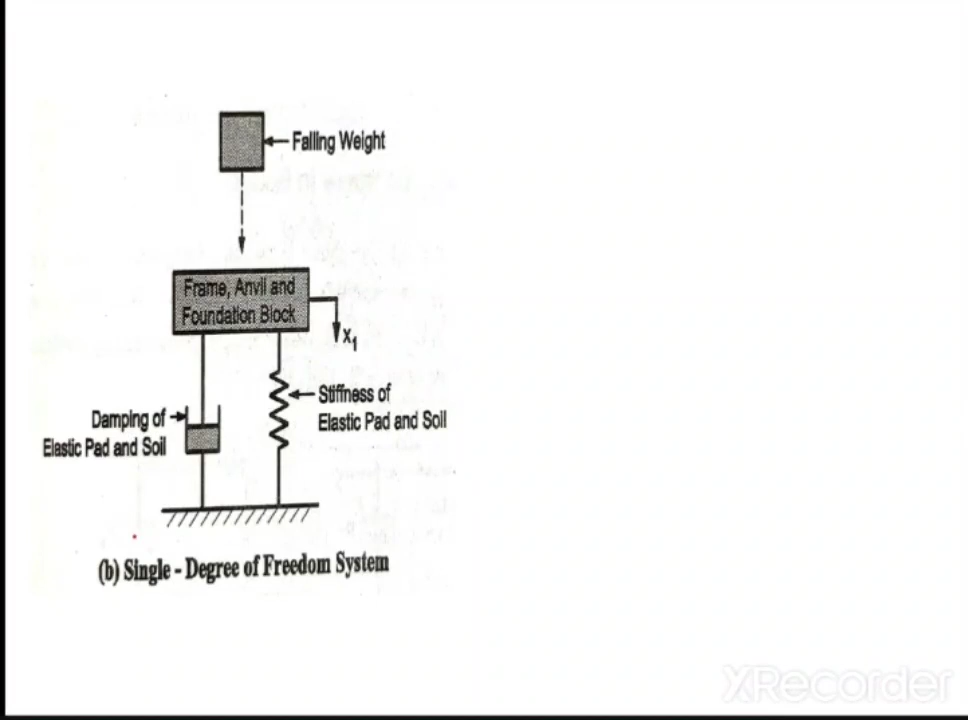 Falling Weight
Frame, Anvil and
Foundation Block
x1
Stiffness of
Elastic Pad and Soil
Damping of
Elastic Pad and Soil
(b) Single - Degree of Freedom System
XRecorder